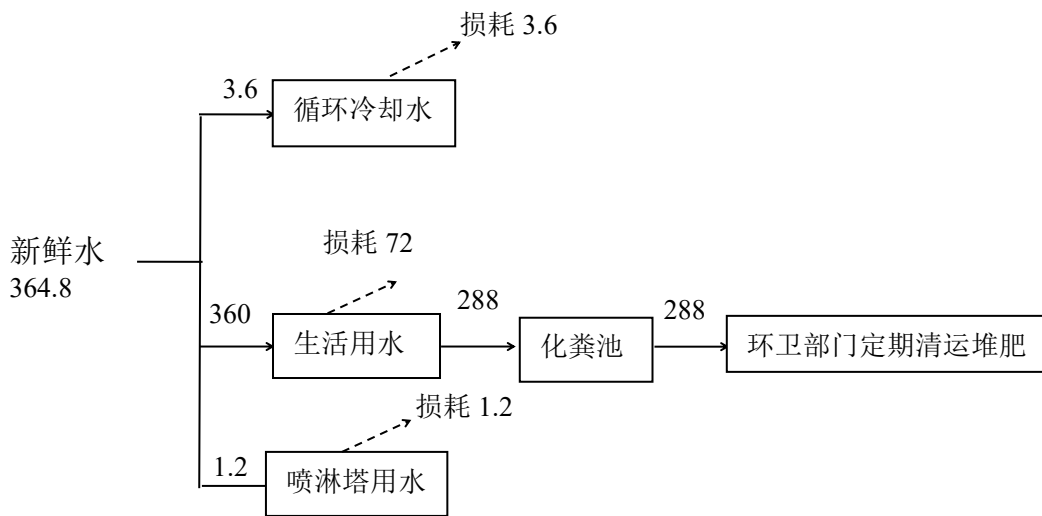 损耗 3.6
3.6
循环冷却水
新鲜水
364.8
损耗 72
360
生活用水
288
化粪池
288
环卫部门定期清运堆肥
损耗 1.2
1.2
喷淋塔用水